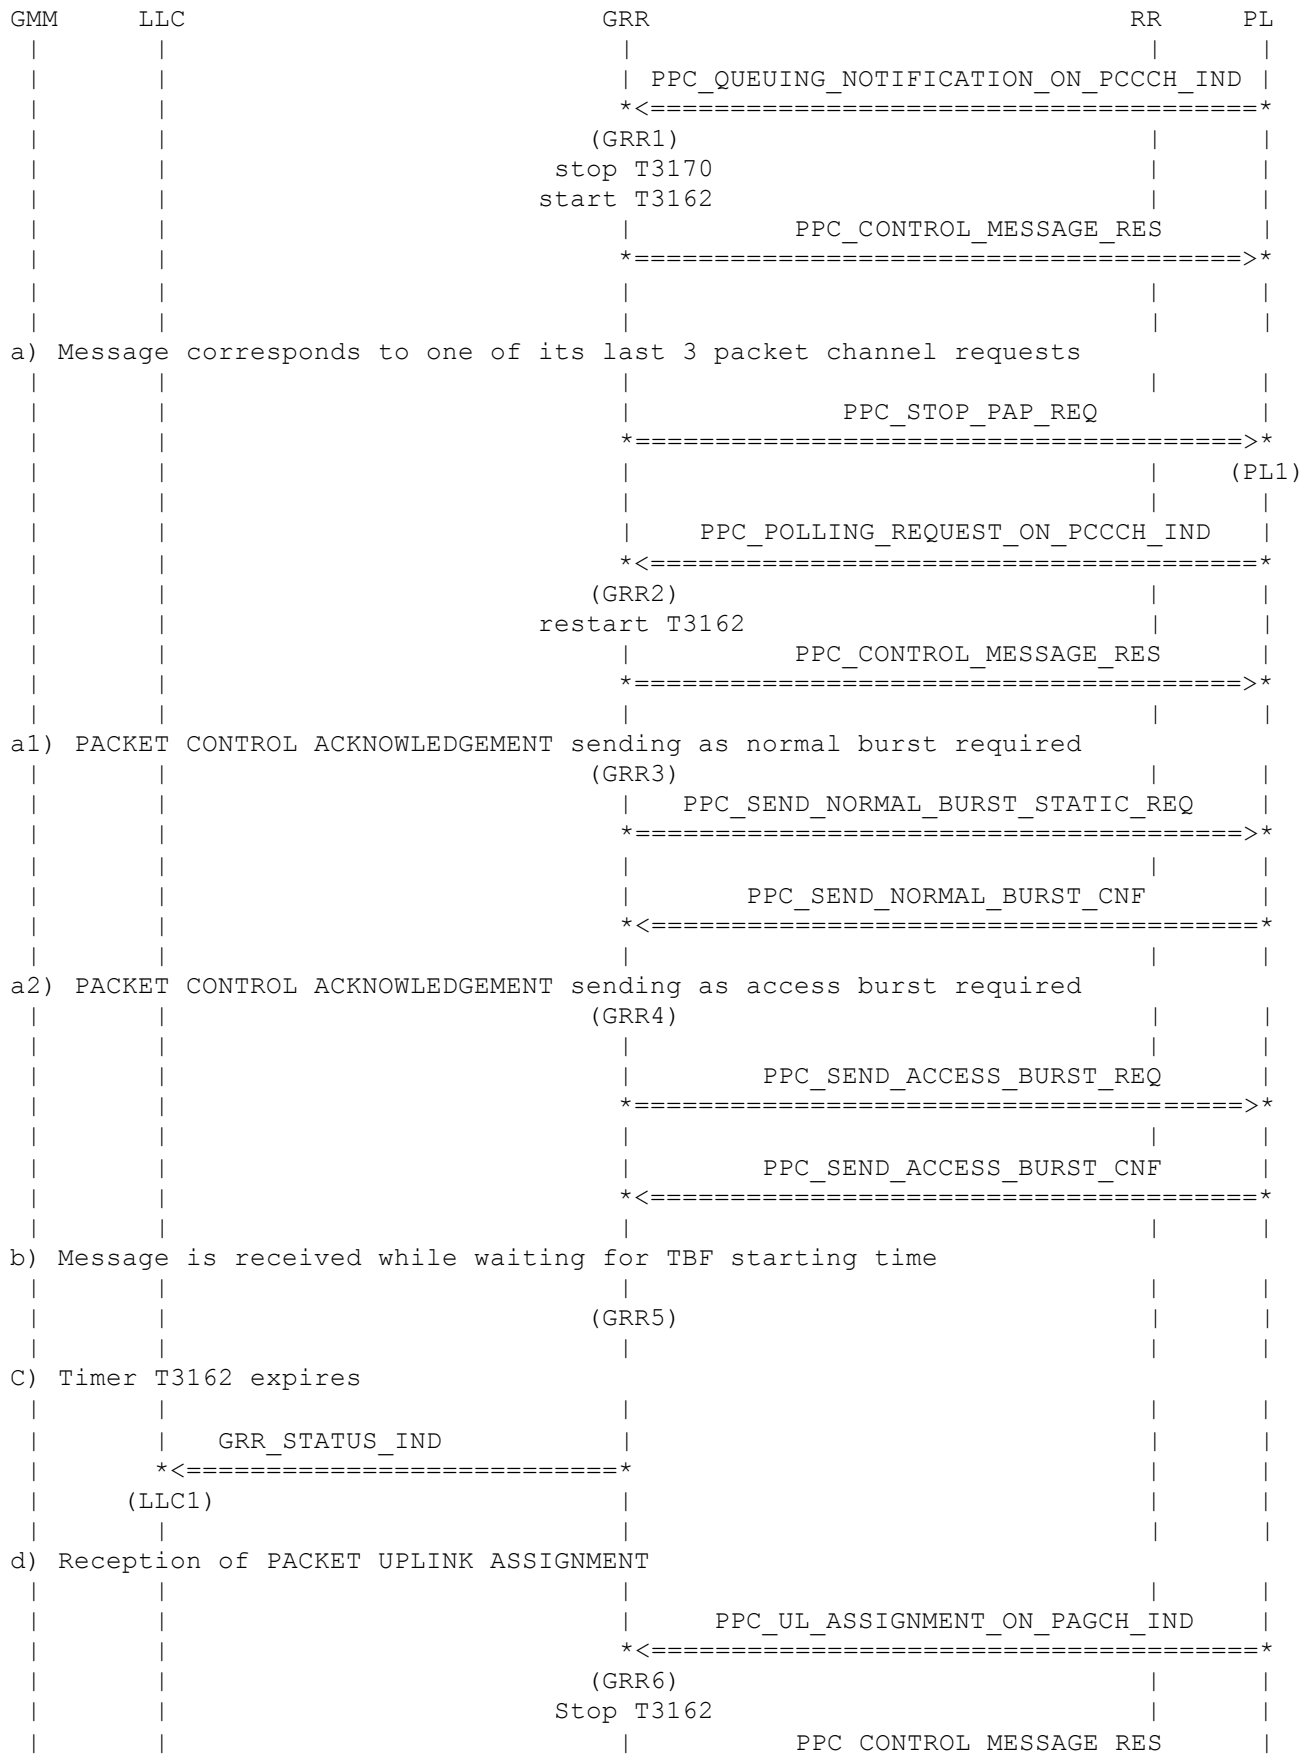 GMM     LLC                          GRR                                RR     PL
 |       |                            |                                |      |
 |       |                            | PPC_QUEUING_NOTIFICATION_ON_PCCCH_IND |
 |       |                            *<======================================*
 |       |                          (GRR1)                             |      |
 |       |                        stop T3170                           |      |
 |       |                       start T3162                           |      |
 |       |                            |          PPC_CONTROL_MESSAGE_RES      |
 |       |                            *======================================>*
 |       |                            |                                |      |
 |       |                            |                                |      |
a) Message corresponds to one of its last 3 packet channel requests
 |       |                            |                                |      |
 |       |                            |             PPC_STOP_PAP_REQ          |
 |       |                            *======================================>*
 |       |                            |                                |    (PL1)
 |       |                            |                                |      |
 |       |                            |    PPC_POLLING_REQUEST_ON_PCCCH_IND   |
 |       |                            *<======================================*
 |       |                          (GRR2)                             |      |
 |       |                       restart T3162                         |      |
 |       |                            |          PPC_CONTROL_MESSAGE_RES      |
 |       |                            *======================================>*
 |       |                            |                                |      |
a1) PACKET CONTROL ACKNOWLEDGEMENT sending as normal burst required
 |       |                          (GRR3)                             |      |
 |       |                            |   PPC_SEND_NORMAL_BURST_STATIC_REQ    |
 |       |                            *======================================>*
 |       |                            |                                |      |
 |       |                            |       PPC_SEND_NORMAL_BURST_CNF       |
 |       |                            *<======================================*
 |       |                            |                                |      |
a2) PACKET CONTROL ACKNOWLEDGEMENT sending as access burst required
 |       |                          (GRR4)                             |      |
 |       |                            |                                |      |
 |       |                            |        PPC_SEND_ACCESS_BURST_REQ      |
 |       |                            *======================================>*
 |       |                            |                                |      |
 |       |                            |        PPC_SEND_ACCESS_BURST_CNF      |
 |       |                            *<======================================*
 |       |                            |                                |      |
b) Message is received while waiting for TBF starting time
 |       |                            |                                |      |
 |       |                          (GRR5)                             |      |
 |       |                            |                                |      |
C) Timer T3162 expires
 |       |                            |                                |      |
 |       |   GRR_STATUS_IND           |                                |      |
 |       *<===========================*                                |      |
 |     (LLC1)                         |                                |      |
 |       |                            |                                |      |
d) Reception of PACKET UPLINK ASSIGNMENT
 |       |                            |                                |      |
 |       |                            |     PPC_UL_ASSIGNMENT_ON_PAGCH_IND    |
 |       |                            *<======================================*
 |       |                          (GRR6)                             |      |
 |       |                        Stop T3162                           |      |
 |       |                            |          PPC_CONTROL_MESSAGE_RES      |